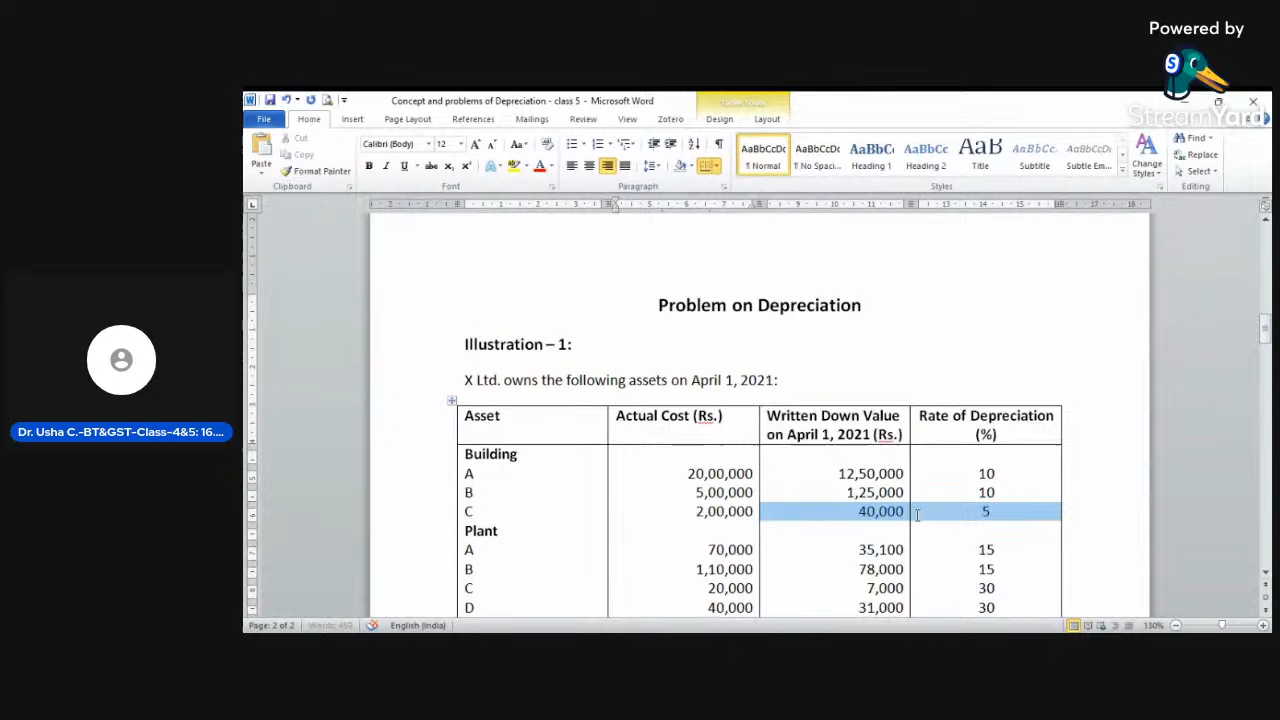 Powered by
StreamYard
Concept and problems of Depreciation - class 5 - Microsoft Word
Table Tools
File Home Insert Page Layout References Mailings Review View Zotero Design Layout
Paste
Cut
Copy
Format Painter
Clipboard
Calibri (Body) 12
Font
Paragraph
AaBbCcDc AaBbCcDc AaBbCc AaBbCc AaB AaBbCc. AaBbCcDc
¶ Normal ¶ No Spaci... Heading 1 Heading 2 Title Subtitle Subtle Em...
Change Styles
Styles
Find
Replace
Select
Editing
Problem on Depreciation
Illustration – 1:
X Ltd. owns the following assets on April 1, 2021:
Asset Actual Cost (Rs.) Written Down Value on April 1, 2021 (Rs.) Rate of Depreciation (%)
Building
A 20,00,000 12,50,000 10
B 5,00,000 1,25,000 10
C 2,00,000 40,000 5
Plant
A 70,000 35,100 15
B 1,10,000 78,000 15
C 20,000 7,000 30
D 40,000 31,000 30
Dr. Usha C.-BT&GST-Class-4&5: 16....
Page: 2 of 2 Words: 459 English (India) 130%